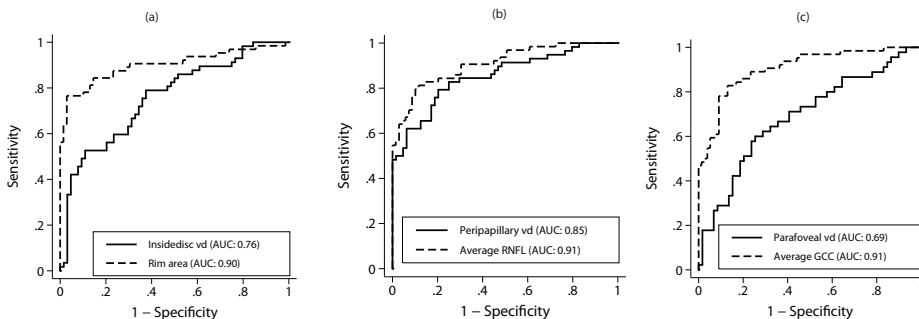 (a)
1
.8
.6
.4
.2
0
Sensitivity
0
.2
.4
.6
.8
1
1 − Specificity
Insidedisc vd (AUC: 0.76)
Rim area (AUC: 0.90)
(b)
1
.8
.6
.4
.2
0
Sensitivity
0
.2
.4
.6
.8
1
1 − Specificity
Peripapillary vd (AUC: 0.85)
Average RNFL (AUC: 0.91)
(c)
1
.8
.6
.4
.2
0
Sensitivity
0
.2
.4
.6
.8
1 − Specificity
Parafoveal vd (AUC: 0.69)
Average GCC (AUC: 0.91)